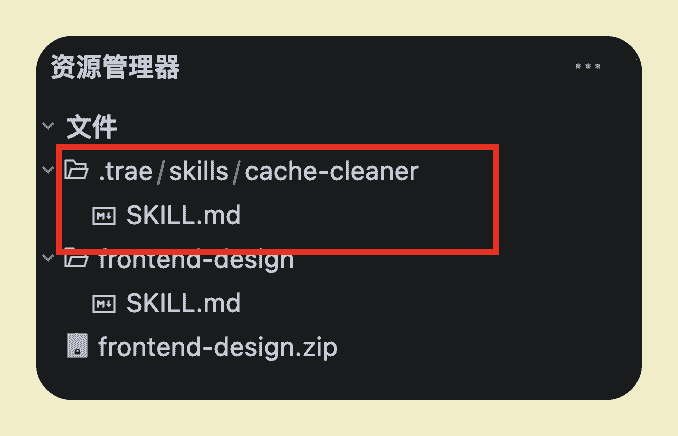 资源管理器
文件
.trae/skills/cache-cleaner
SKILL.md
frontend-design
SKILL.md
frontend-design.zip